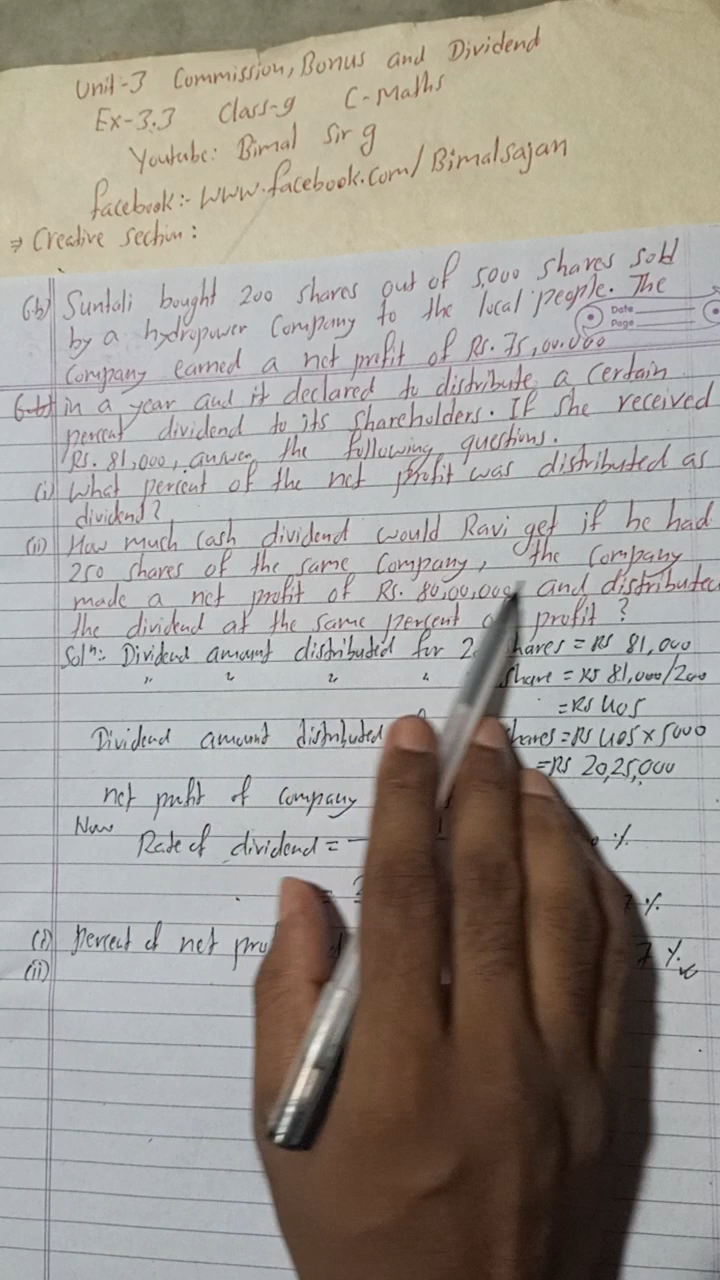 Unit-3 Commission, Bonus and Dividend
Ex-3.3 Class-9 C-Maths
Youtube: Bimal Sir g
facebook:- www.facebook.com/Bimalsajan
⇒ Creative section:
6b) Suntali bought 200 shares out of 5,000 shares sold
by a hydropower Company to the local people. The
Date
Page
Company earned a net profit of Rs. 75,00,000
in a year and it declared to distribute a certain
percent dividend to its shareholders. If she received
Rs. 81,000, answer the following questions.
(i) What percent of the net profit was distributed as
dividend?
(ii) How much cash dividend would Ravi get if he had
250 shares of the same Company, the Company
made a net profit of Rs. 80,00,000 and distributed
the dividend at the same percent profit?
Solⁿ:- Dividend amount distributed for hares = Rs 81,000
" " " " share = Rs 81,000/200
= Rs 405
Dividend amount distributed hares = Rs 405 × 5000
= Rs 20,25,000
net profit of company
Now
Rate of dividend = %
= 7 %
(i) Percent of net 7 %
(ii)